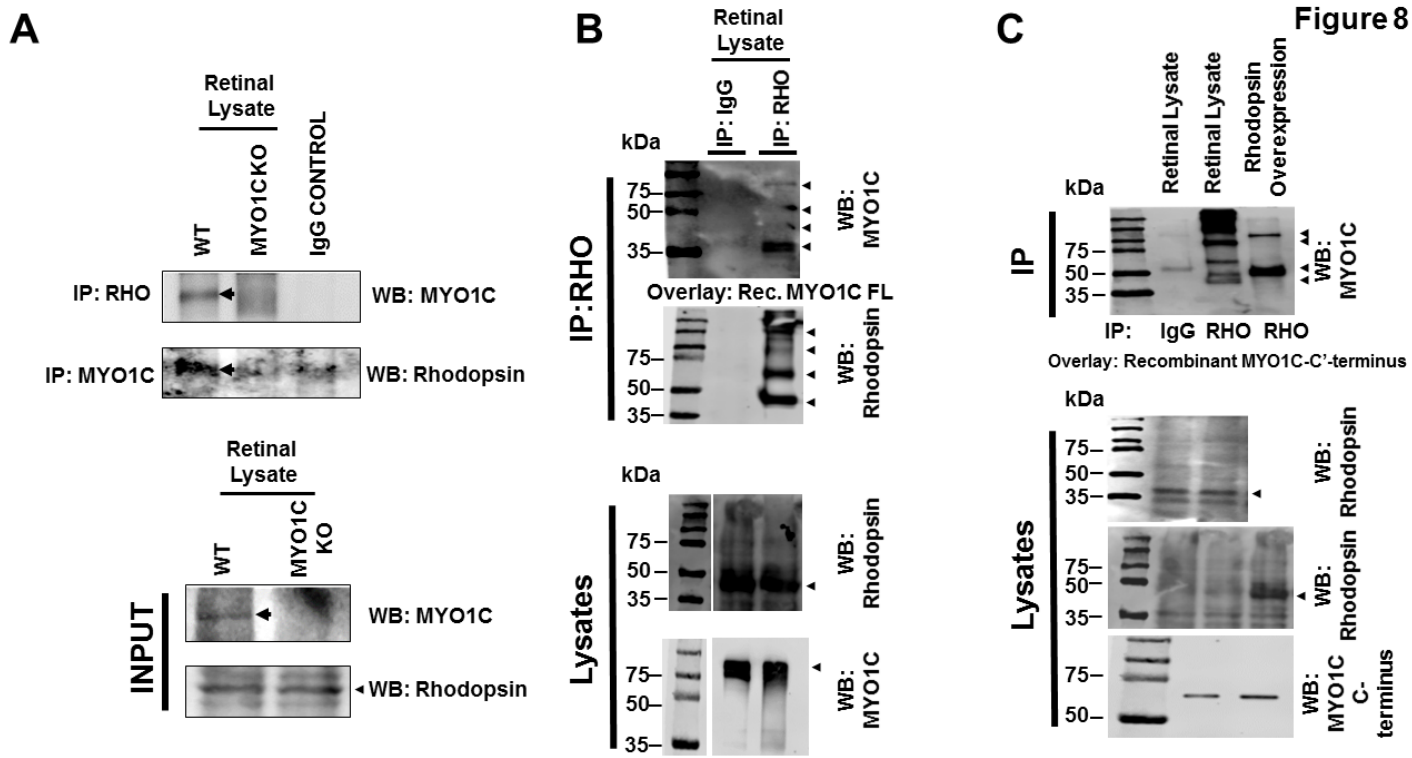 Figure 8
A
Retinal
Lysate
WT
MYO1C KO
IgG CONTROL
IP: RHO
WB: MYO1C
IP: MYO1C
WB: Rhodopsin
Retinal
Lysate
WT
MYO1C
KO
INPUT
WB: MYO1C
WB: Rhodopsin
B
Retinal
Lysate
IP: IgG
IP: RHO
kDa
75
50
35
IP:RHO
WB:
MYO1C
Overlay: Rec. MYO1C FL
75
50
35
WB:
Rhodopsin
kDa
75
50
35
Lysates
WB:
Rhodopsin
75
35
WB:
MYO1C
C
Retinal Lysate
Retinal Lysate
Rhodopsin
Overexpression
kDa
75
50
35
IP
WB:
MYO1C
IP: IgG RHO RHO
Overlay: Recombinant MYO1C-C'-terminus
kDa
75
50
35
WB:
Rhodopsin
Lysates
75
50
35
WB:
Rhodopsin
75
50
WB:
MYO1C
C-
terminus